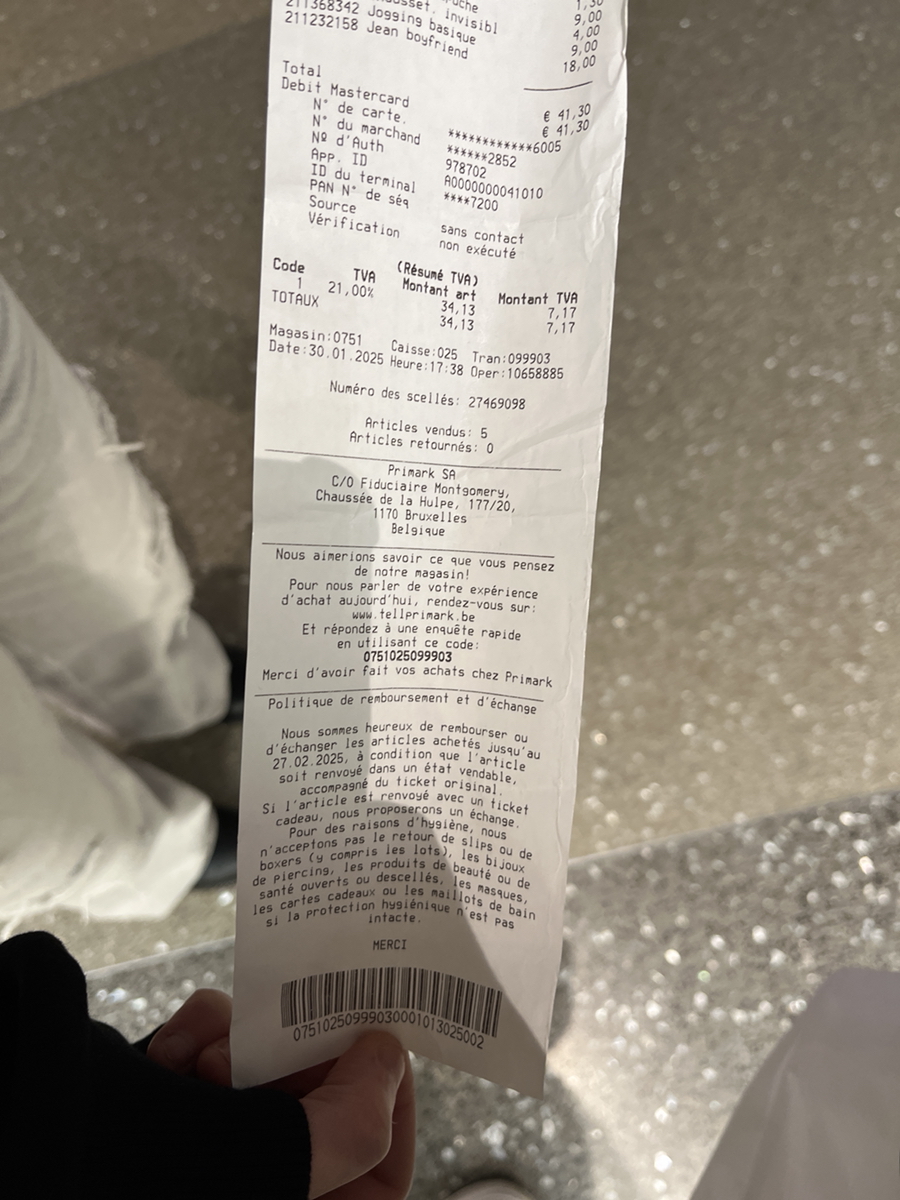 1,30
usset. invisibl 9,00
211368342 Jogging basique 4,00
211232158 Jean boyfriend 9,00
18,00
Total € 41,30
Debit Mastercard € 41,30
N° de carte. ************6005
N° du marchand ******2852
Nº d'Auth 978702
App. ID A0000000041010
ID du terminal ****7200
PAN N° de séq
Source sans contact
Vérification non exécuté
(Résumé TVA)
Code TVA Montant art Montant TVA
1 21,00% 34,13 7,17
TOTAUX 34,13 7,17
Magasin:0751 Caisse:025 Tran:099903
Date:30.01.2025 Heure:17:38 Oper:10658885
Numéro des scellés: 27469098
Articles vendus: 5
Articles retournés: 0
Primark SA
C/O Fiduciaire Montgomery,
Chaussée de la Hulpe, 177/20,
1170 Bruxelles
Belgique
Nous aimerions savoir ce que vous pensez
de notre magasin!
Pour nous parler de votre expérience
d'achat aujourd'hui, rendez-vous sur:
www.tellprimark.be
Et répondez à une enquête rapide
en utilisant ce code:
0751025099903
Merci d'avoir fait vos achats chez Primark
Politique de remboursement et d'échange
Nous sommes heureux de rembourser ou
d'échanger les articles achetés jusqu'au
27.02.2025, à condition que l'article
soit renvoyé dans un état vendable,
accompagné du ticket original.
Si l'article est renvoyé avec un ticket
cadeau, nous proposerons un échange.
Pour des raisons d'hygiène, nous
n'acceptons pas le retour de slips ou de
boxers (y compris les lots), les bijoux
de piercing, les produits de beauté ou de
santé ouverts ou descellés, les masques,
les cartes cadeaux ou les maillots de bain
si la protection hygiénique n'est pas
intacte.
MERCI
07510250999030001013025002